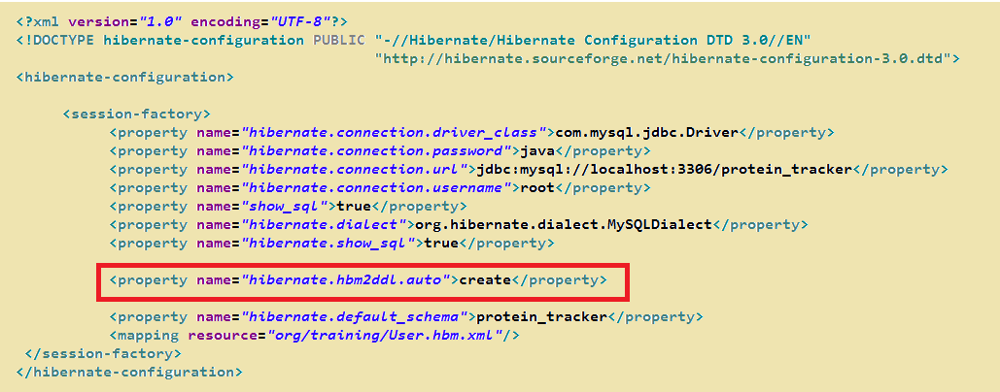 <?xml version="1.0" encoding="UTF-8"?>
<!DOCTYPE hibernate-configuration PUBLIC "-//Hibernate/Hibernate Configuration DTD 3.0//EN"
"http://hibernate.sourceforge.net/hibernate-configuration-3.0.dtd">
<hibernate-configuration>
<session-factory>
<property name="hibernate.connection.driver_class">com.mysql.jdbc.Driver</property>
<property name="hibernate.connection.password">java</property>
<property name="hibernate.connection.url">jdbc:mysql://localhost:3306/protein_tracker</property>
<property name="hibernate.connection.username">root</property>
<property name="show_sql">true</property>
<property name="hibernate.dialect">org.hibernate.dialect.MySQLDialect</property>
<property name="hibernate.show_sql">true</property>
<property name="hibernate.hbm2ddl.auto">create</property>
<property name="hibernate.default_schema">protein_tracker</property>
<mapping resource="org/training/User.hbm.xml"/>
</session-factory>
</hibernate-configuration>